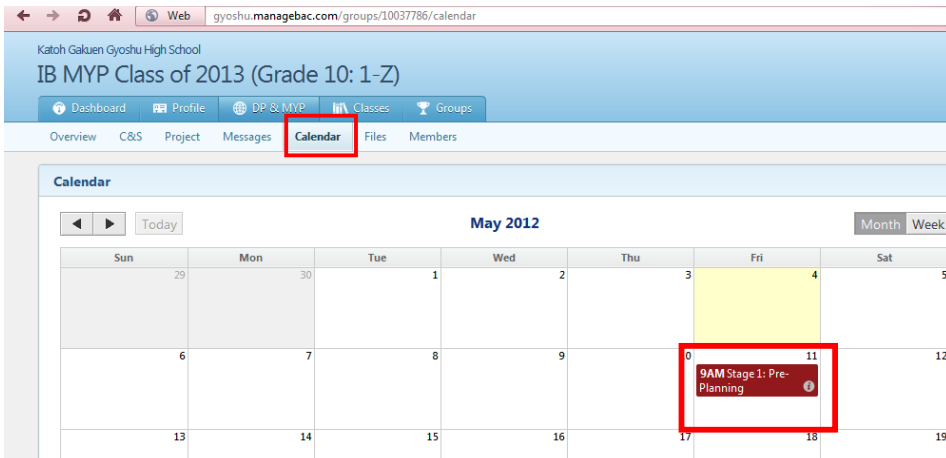 Web gyoshu.managebac.com/groups/10037786/calendar
Katoh Gakuen Gyoshu High School
IB MYP Class of 2013 (Grade 10: 1-Z)
Dashboard Profile DP & MYP Classes Groups
Overview C&S Project Messages Calendar Files Members
Calendar
Today May 2012 Month Week
Sun Mon Tue Wed Thu Fri Sat
29 30 1 2 3 4 5
6 7 8 9 10 11 12
9AM Stage 1: Pre-
Planning
13 14 15 16 17 18 19